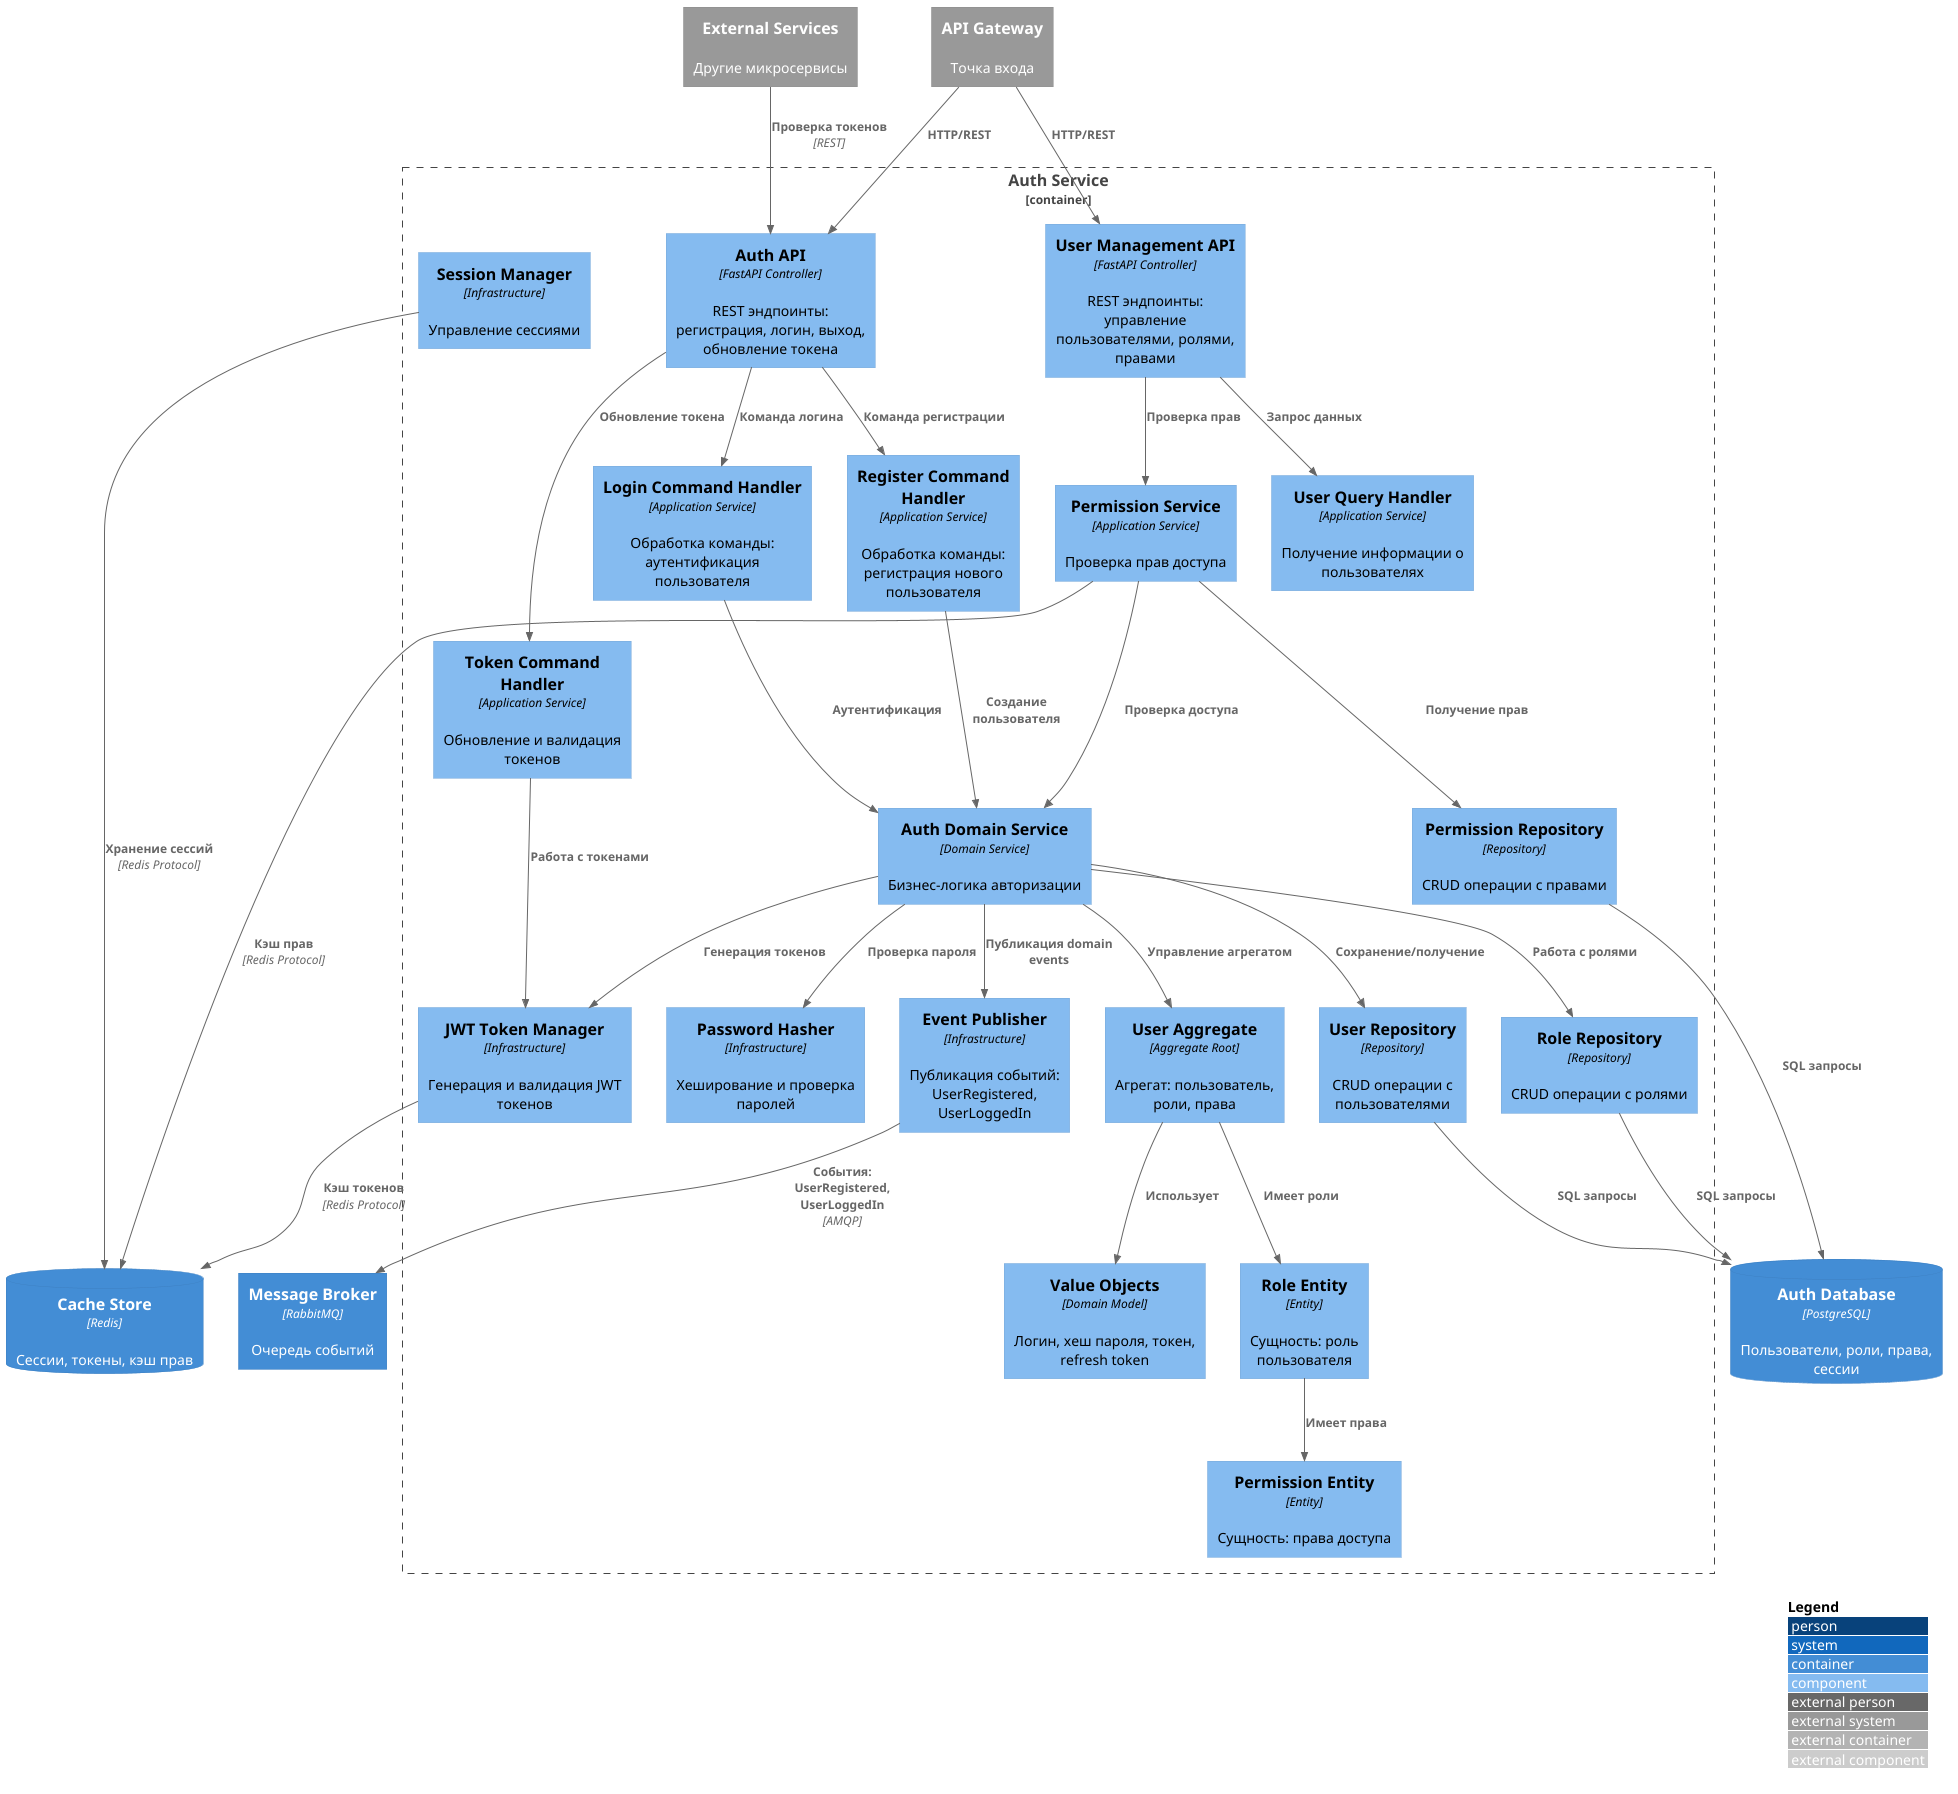 External Services
Другие микросервисы
API Gateway
Точка входа
Проверка токенов
[REST]
HTTP/REST
HTTP/REST
Auth Service
[container]
Session Manager
[Infrastructure]
Управление сессиями
Auth API
[FastAPI Controller]
REST эндпоинты:
регистрация, логин, выход,
обновление токена
User Management API
[FastAPI Controller]
REST эндпоинты:
управление
пользователями, ролями,
правами
Обновление токена
Команда логина
Команда регистрации
Проверка прав
Запрос данных
Login Command Handler
[Application Service]
Обработка команды:
аутентификация
пользователя
Register Command
Handler
[Application Service]
Обработка команды:
регистрация нового
пользователя
Permission Service
[Application Service]
Проверка прав доступа
User Query Handler
[Application Service]
Получение информации о
пользователях
Token Command
Handler
[Application Service]
Обновление и валидация
токенов
Аутентификация
Создание
пользователя
Проверка доступа
Получение прав
Хранение сессий
[Redis Protocol]
Работа с токенами
Auth Domain Service
[Domain Service]
Бизнес-логика авторизации
Permission Repository
[Repository]
CRUD операции с правами
Кэш прав
[Redis Protocol]
Генерация токенов
Проверка пароля
Публикация domain
events
Управление агрегатом
Сохранение/получение
Работа с ролями
JWT Token Manager
[Infrastructure]
Генерация и валидация JWT
токенов
Password Hasher
[Infrastructure]
Хеширование и проверка
паролей
Event Publisher
[Infrastructure]
Публикация событий:
UserRegistered,
UserLoggedIn
User Aggregate
[Aggregate Root]
Агрегат: пользователь,
роли, права
User Repository
[Repository]
CRUD операции с
пользователями
Role Repository
[Repository]
CRUD операции с ролями
SQL запросы
Кэш токенов
[Redis Protocol]
События:
UserRegistered,
UserLoggedIn
[AMQP]
Использует
Имеет роли
SQL запросы
SQL запросы
Cache Store
[Redis]
Сессии, токены, кэш прав
Message Broker
[RabbitMQ]
Очередь событий
Value Objects
[Domain Model]
Логин, хеш пароля, токен,
refresh token
Role Entity
[Entity]
Сущность: роль
пользователя
Auth Database
[PostgreSQL]
Пользователи, роли, права,
сессии
Имеет права
Permission Entity
[Entity]
Сущность: права доступа
Legend
person
system
container
component
external person
external system
external container
external component